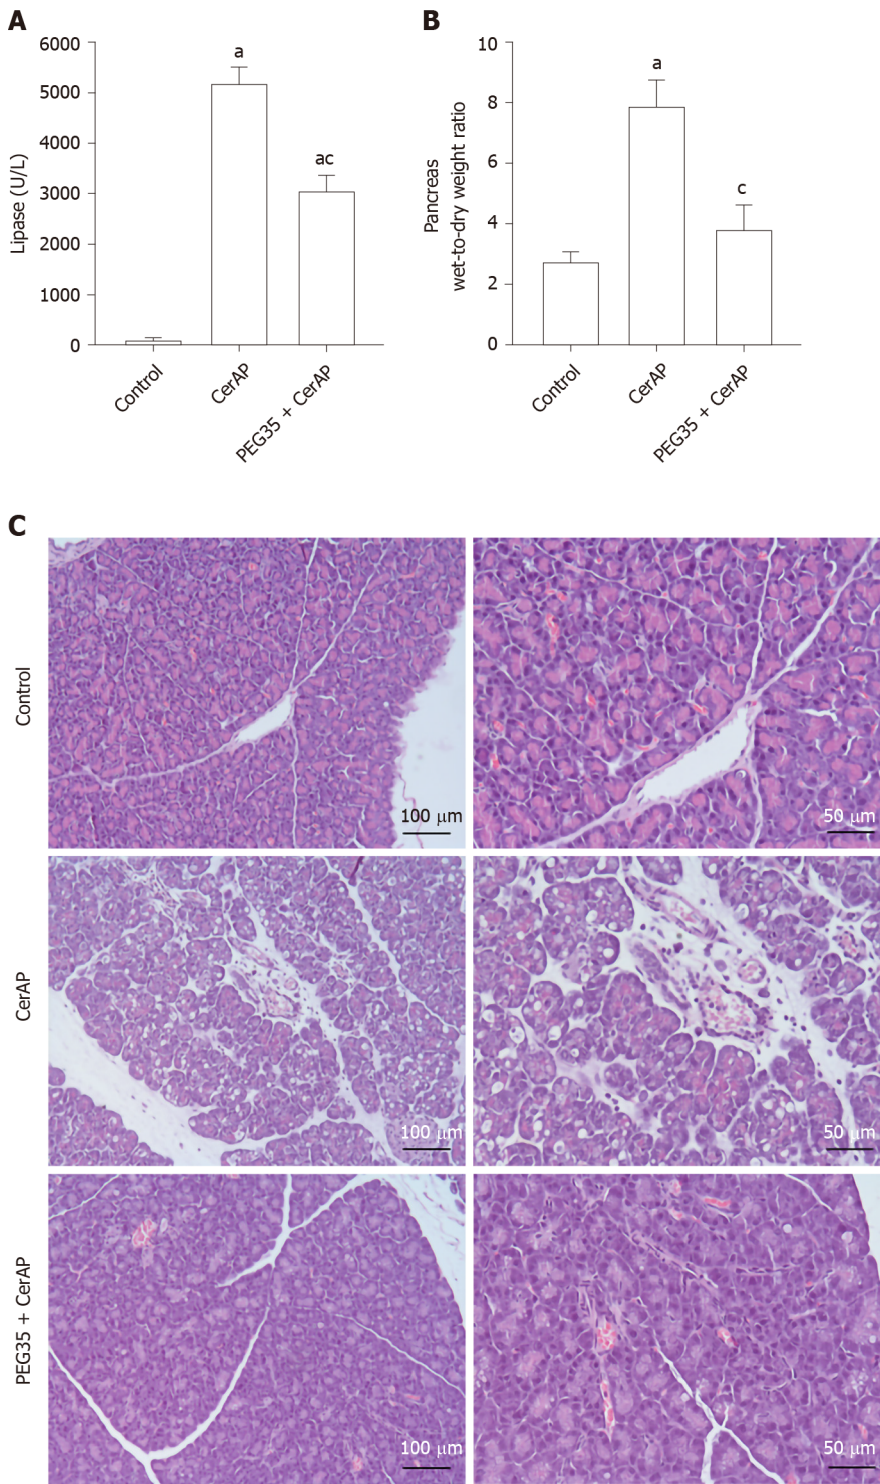 A
6000
5000
4000
3000
2000
1000
0
Lipase (U/L)
a
ac
Control
CerAP
PEG35 + CerAP
B
10
8
6
4
2
0
Pancreas
wet-to-dry weight ratio
a
c
Control
CerAP
PEG35 + CerAP
C
Control
100 μm
50 μm
CerAP
100 μm
50 μm
PEG35 + CerAP
100 μm
50 μm